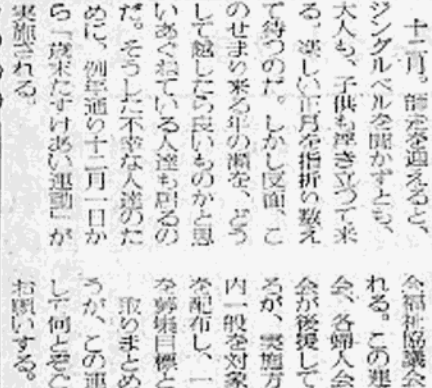 十二月。師走を迎えると、
ジングルベルを聞かずとも、
大人も、子供も浮き立つて来
る。楽しい正月を指折り数え
て待つのだ。しかし反面、こ
のせまり来る年の瀬を、どう
して越したら良いものかと思
いあぐねている人達も居るの
だ。そうした不幸な人達のた
めに、例年通り十二月一日か
ら「歳末たすけあい運動」が
実施される。
会福祉協議会
れる。この運
会、各婦人会
会が後援して
るが、実施方
内一般を対象
を配布し、一
を募集目標と
取りまとめ
うが、この運
して何とぞ
お願いする。